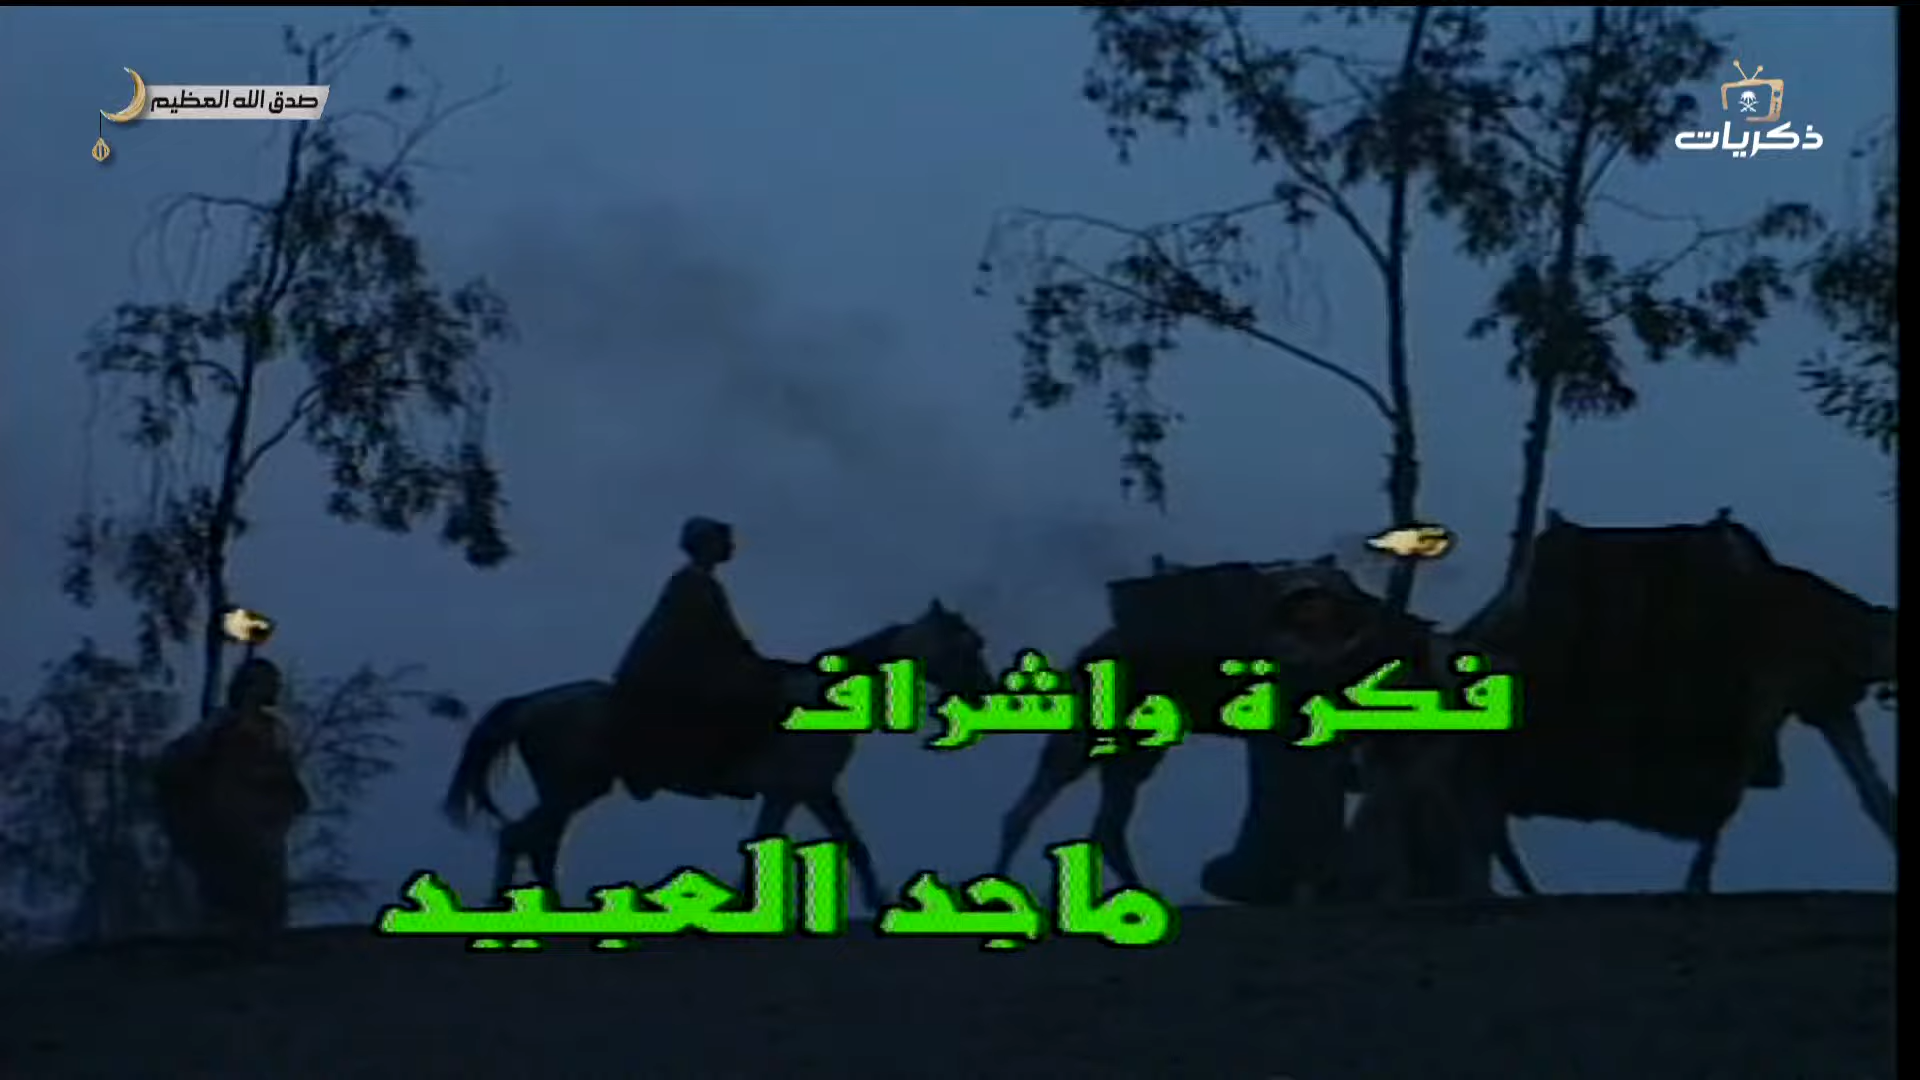 صدق الله العظيم
ذكريات
فكرة وإشراف
ماجد العبيد